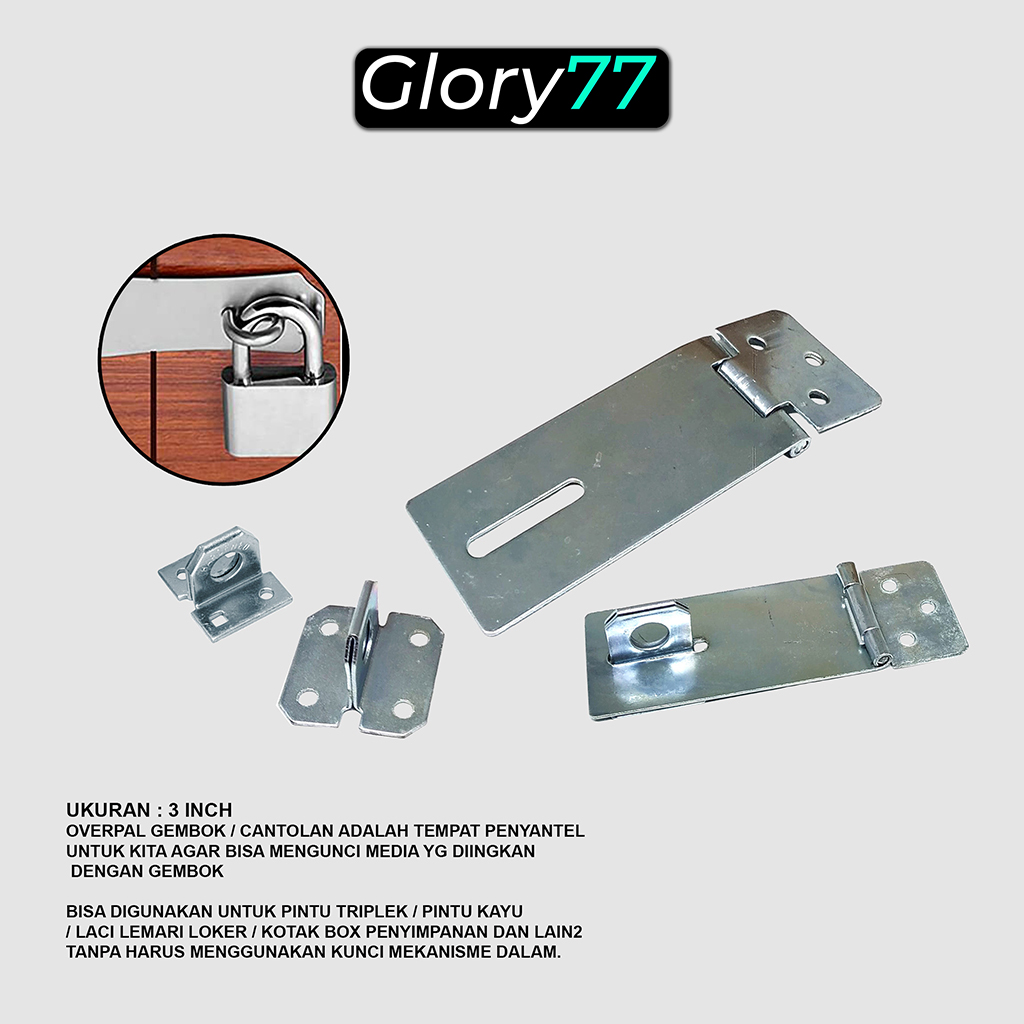 Glory77
UKURAN : 3 INCH
OVERPAL GEMBOK / CANTOLAN ADALAH TEMPAT PENYANTEL
UNTUK KITA AGAR BISA MENGUNCI MEDIA YG DIINGKAN
DENGAN GEMBOK
BISA DIGUNAKAN UNTUK PINTU TRIPLEK / PINTU KAYU
/ LACI LEMARI LOKER / KOTAK BOX PENYIMPANAN DAN LAIN2
TANPA HARUS MENGGUNAKAN KUNCI MEKANISME DALAM.